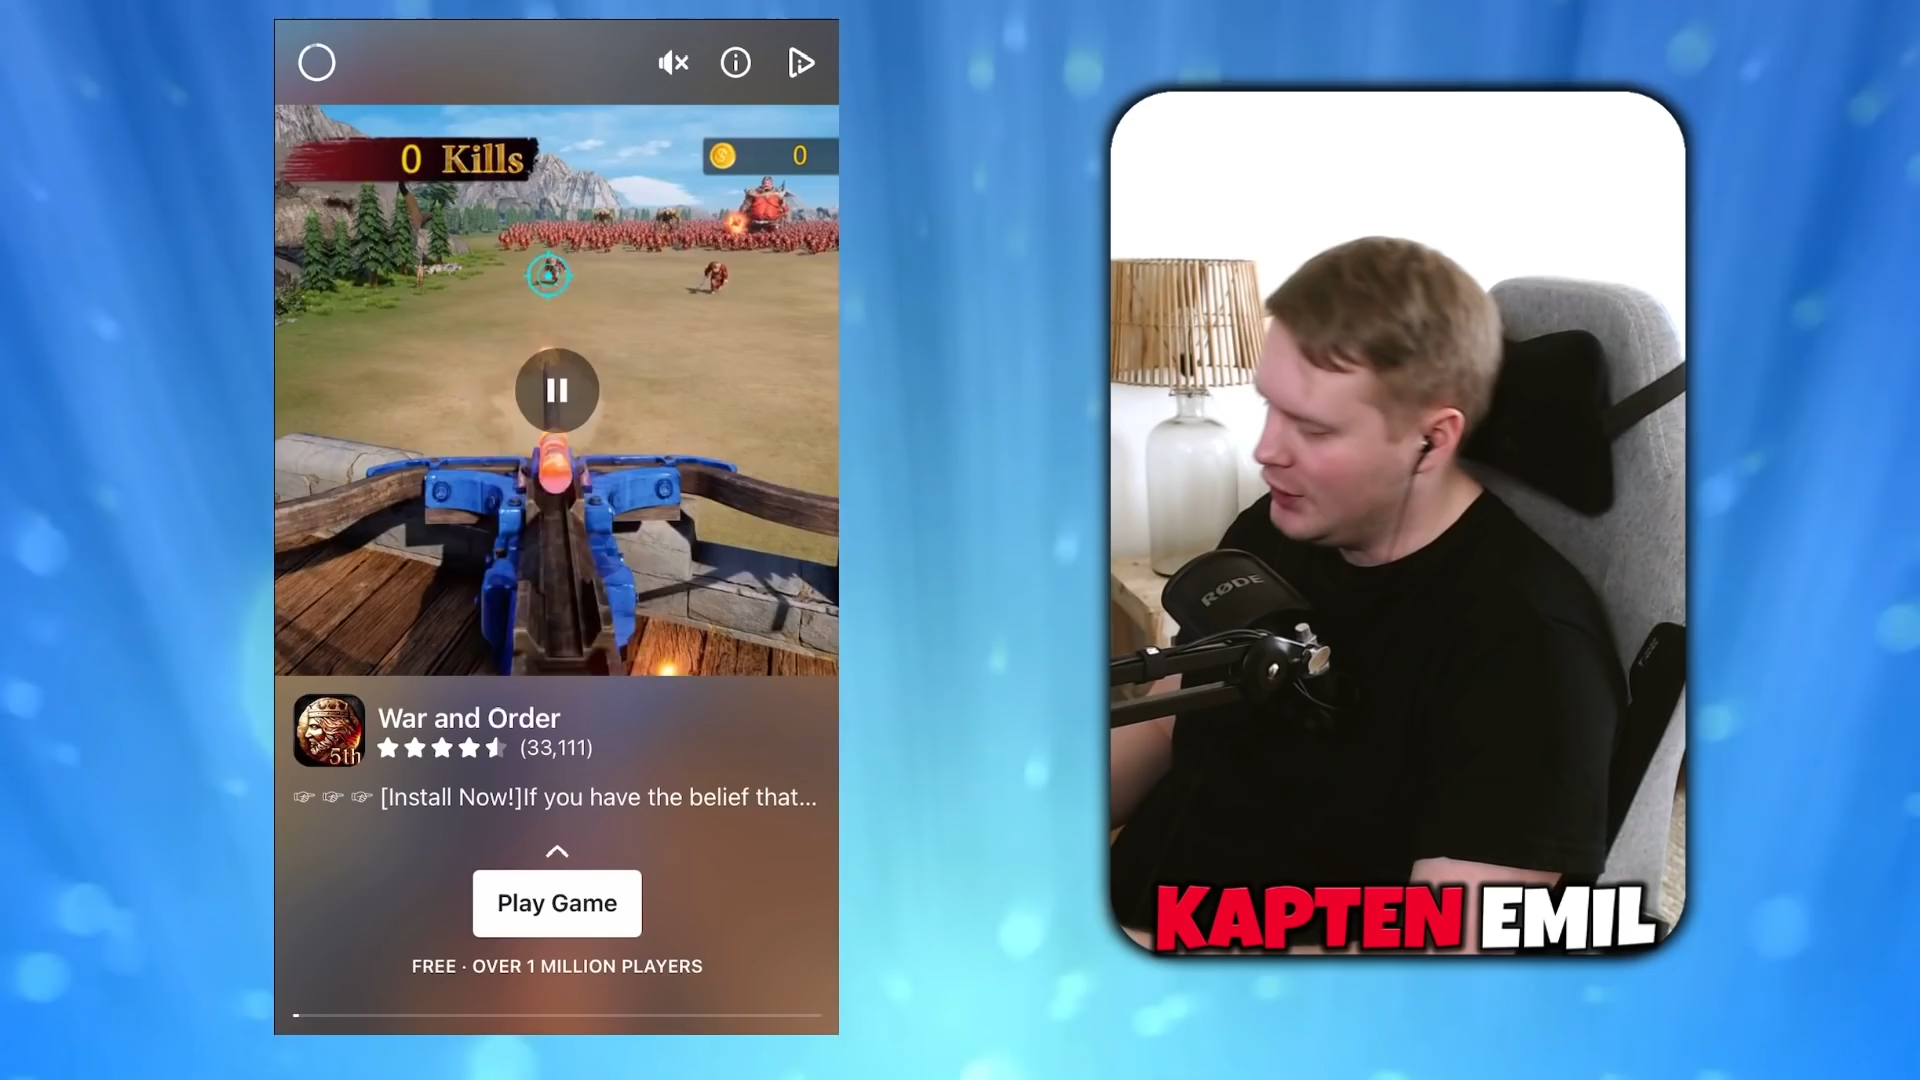 0 Kills
0
RØDE
5th
War and Order
(33,111)
[Install Now!]If you have the belief that...
Play Game
FREE · OVER 1 MILLION PLAYERS
KAPTEN EMIL